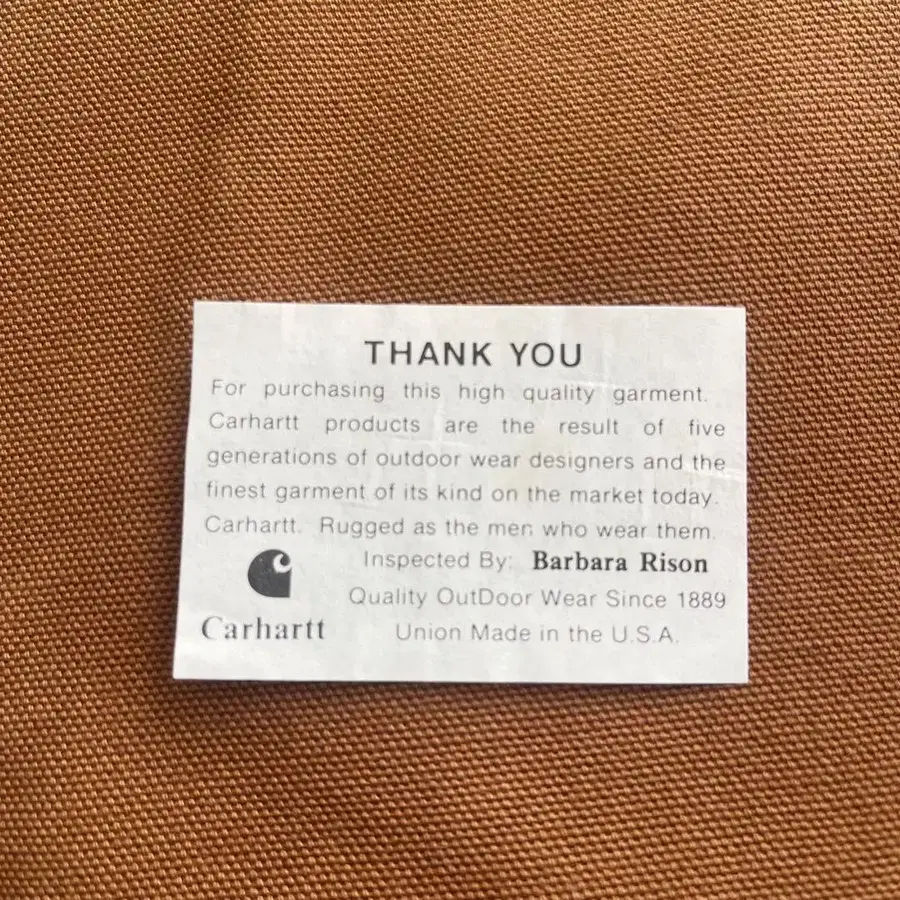 THANK YOU
For purchasing this high quality garment.
Carhartt products are the result of five
generations of outdoor wear designers and the
finest garment of its kind on the market today.
Carhartt. Rugged as the men who wear them.
Inspected By: Barbara Rison
Quality OutDoor Wear Since 1889
Carhartt Union Made in the U.S.A.